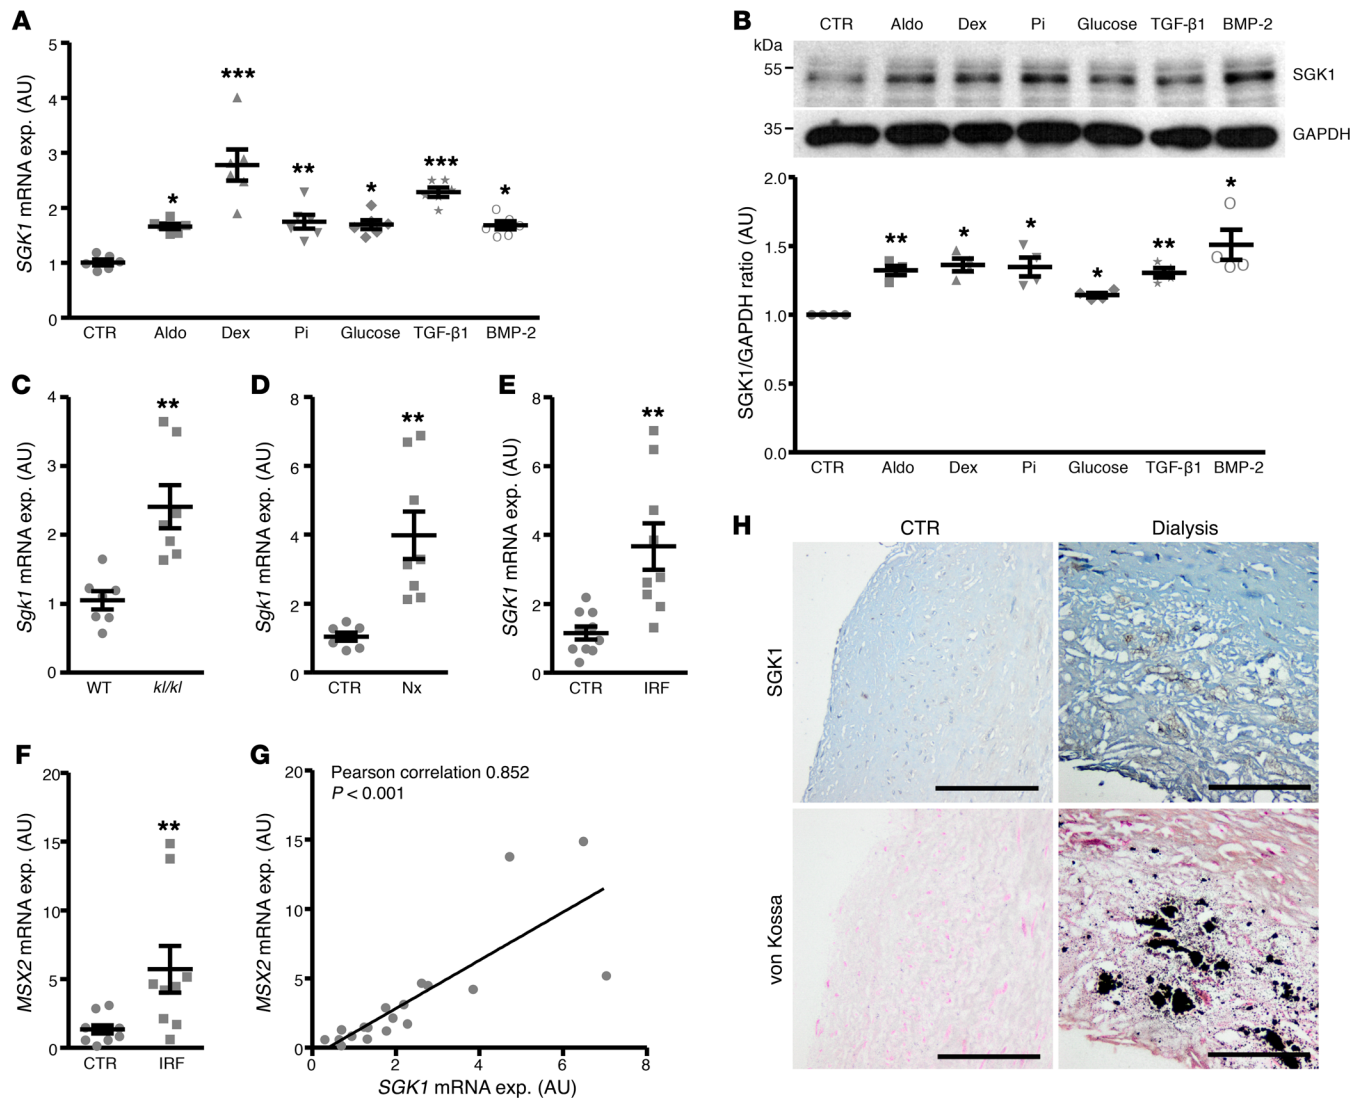 A
SGK1 mRNA exp. (AU)
5
4
3
2
1
0
*
***
**
*
***
*
CTR Aldo Dex Pi Glucose TGF-β1 BMP-2
B
CTR Aldo Dex Pi Glucose TGF-β1 BMP-2
kDa
55
SGK1
35
GAPDH
SGK1/GAPDH ratio (AU)
2.0
1.5
1.0
0.5
0.0
**
*
*
*
**
*
CTR Aldo Dex Pi Glucose TGF-β1 BMP-2
C
Sgk1 mRNA exp. (AU)
4
3
2
1
0
**
WT kl/kl
D
Sgk1 mRNA exp. (AU)
8
6
4
2
0
**
CTR Nx
E
SGK1 mRNA exp. (AU)
8
6
4
2
0
**
CTR IRF
F
MSX2 mRNA exp. (AU)
20
15
10
5
0
**
CTR IRF
G
MSX2 mRNA exp. (AU)
20
15
10
5
0
Pearson correlation 0.852
P < 0.001
0 2 4 6 8
SGK1 mRNA exp. (AU)
H
CTR Dialysis
SGK1
von Kossa